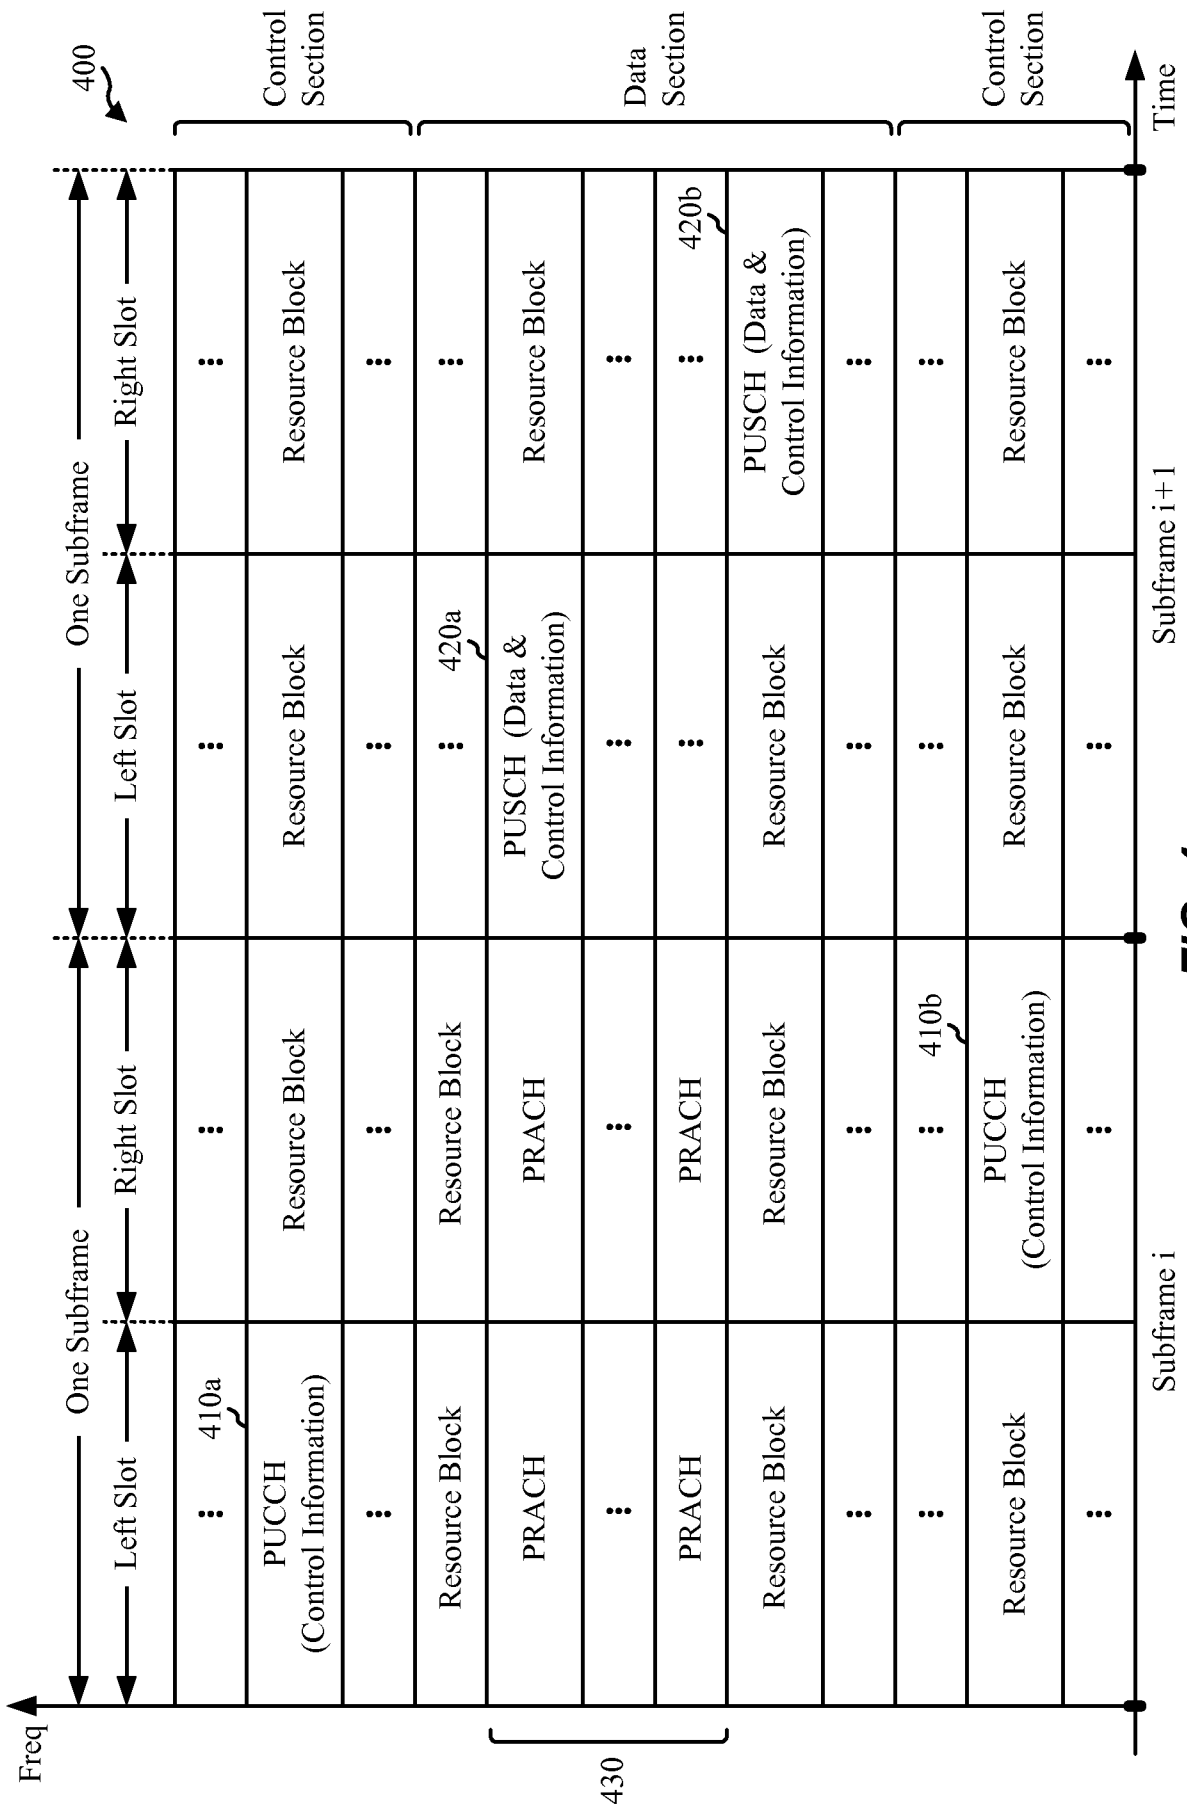 Freq
One Subframe
One Subframe
400
Left Slot
Right Slot
Left Slot
Right Slot
...
410a
...
...
...
PUCCH
(Control Information)
Resource Block
Resource Block
Resource Block
Control
Section
...
...
...
...
Resource Block
Resource Block
...
420a
...
PRACH
PRACH
PUSCH (Data &
Control Information)
Resource Block
430
...
...
...
...
Data
Section
PRACH
PRACH
...
...
420b
Resource Block
Resource Block
Resource Block
PUSCH (Data &
Control Information)
...
...
...
...
...
...
410b
...
...
Resource Block
PUCCH
(Control Information)
Resource Block
Resource Block
Control
Section
...
...
...
...
Subframe i
Subframe i+1
Time